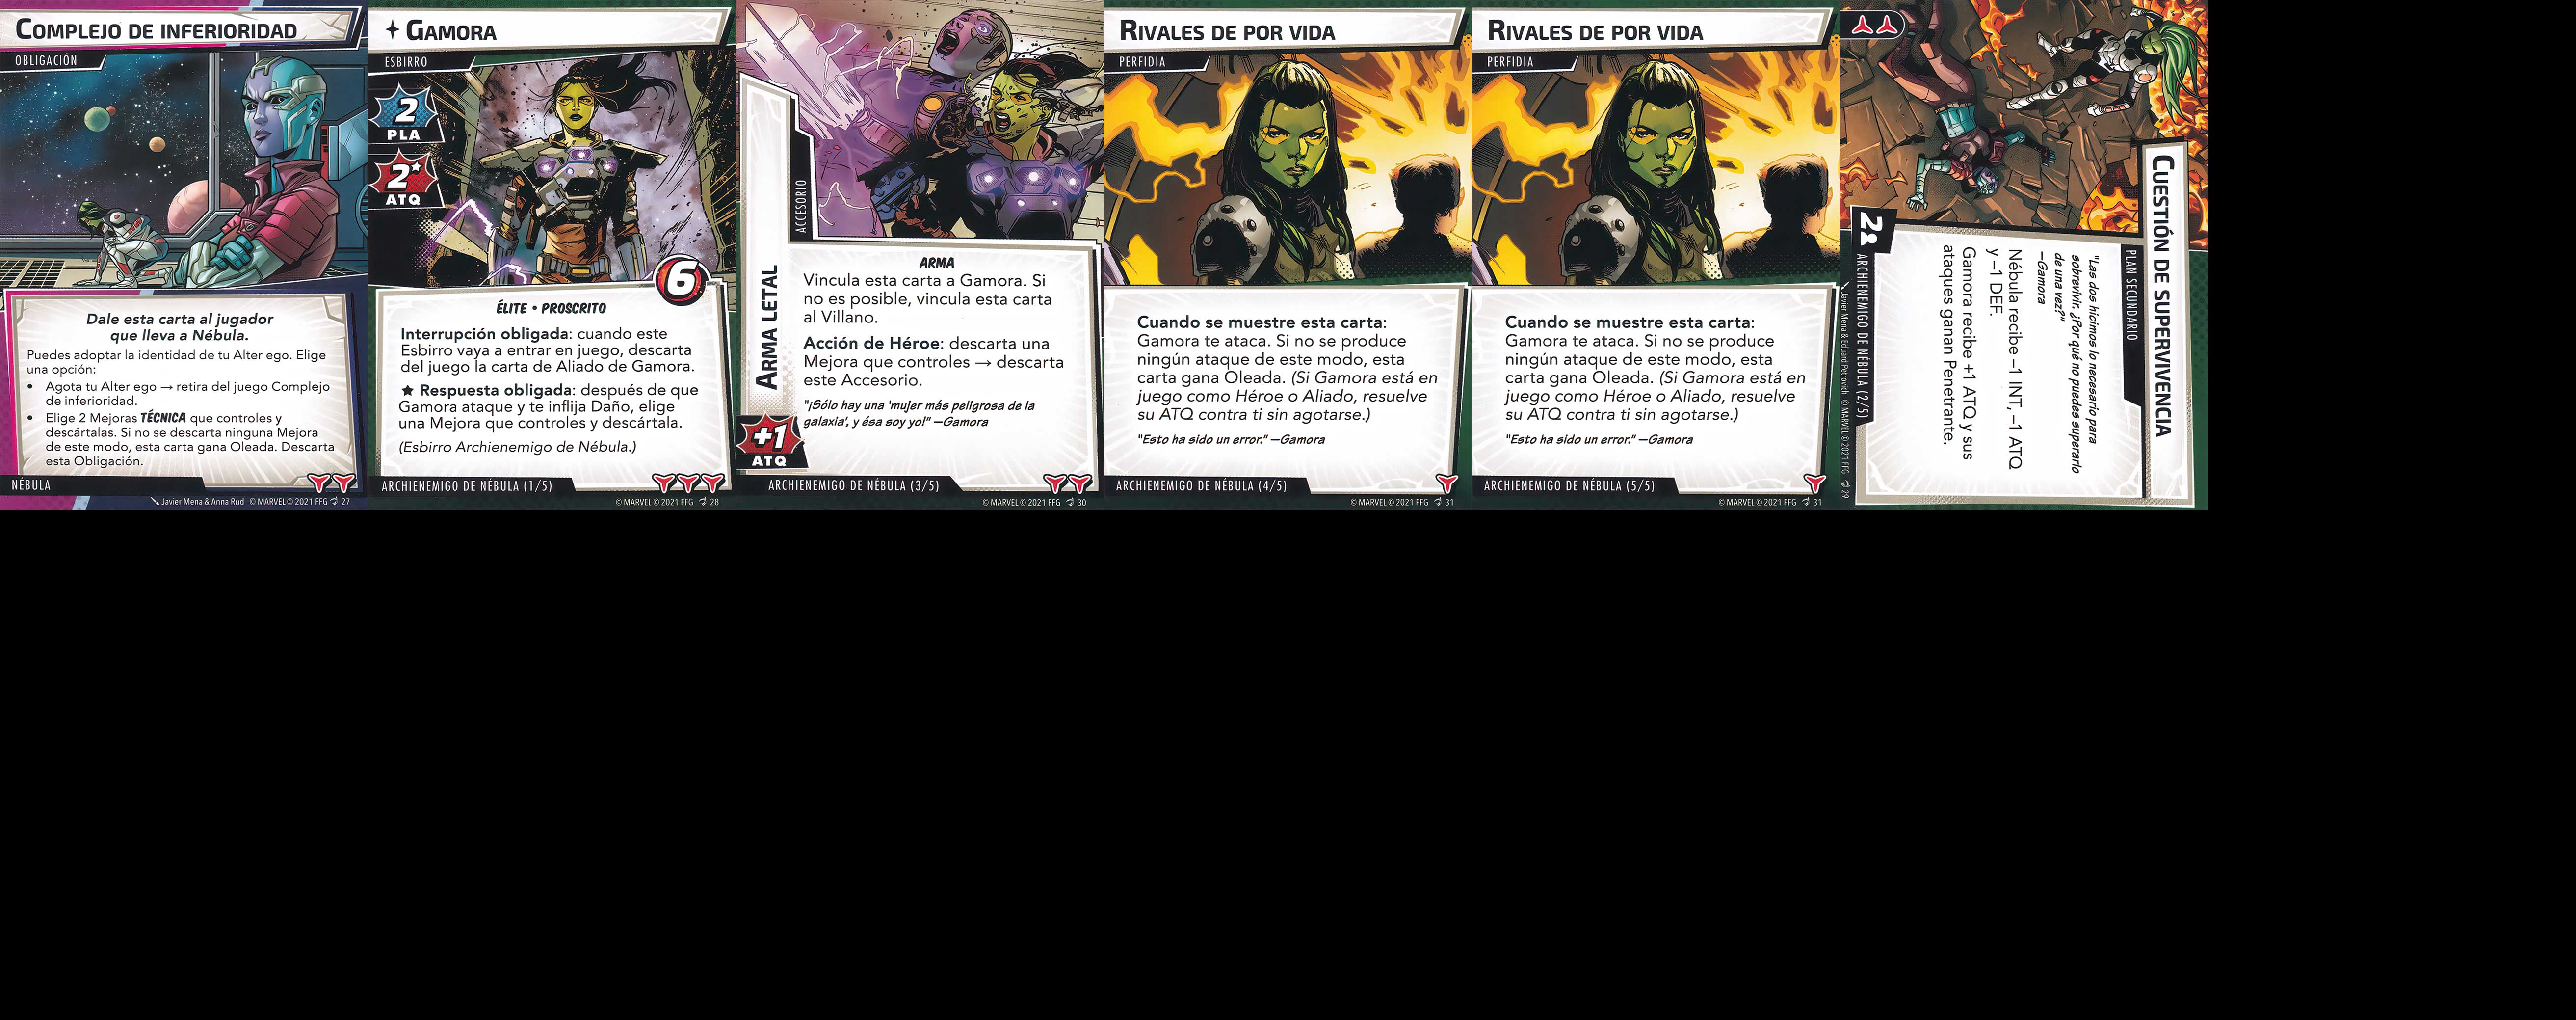 COMPLEJO DE INFERIORIDAD
OBLIGACIÓN
Dale esta carta al jugador
que lleva a Nébula.
Puedes adoptar la identidad de tu Alter ego. Elige
una opción:
• Agota tu Alter ego → retira del juego Complejo
de inferioridad.
• Elige 2 Mejoras TÉCNICA que controles y
descártalas. Si no se descarta ninguna Mejora
de este modo, esta carta gana Oleada. Descarta
esta Obligación.
NÉBULA
Javier Mena & Anna Rud © MARVEL © 2021 FFG 27
GAMORA
ESBIRRO
2
PLA
2★
ATQ
6
ÉLITE • PROSCRITO
Interrupción obligada: cuando este
Esbirro vaya a entrar en juego, descarta
del juego la carta de Aliado de Gamora.
★ Respuesta obligada: después de que
Gamora ataque y te inflija Daño, elige
una Mejora que controles y descártala.
(Esbirro Archienemigo de Nébula.)
ARCHIENEMIGO DE NÉBULA (1/5)
© MARVEL © 2021 FFG 28
ARMA LETAL
ACCESORIO
ARMA
Vincula esta carta a Gamora. Si
no es posible, vincula esta carta
al Villano.
Acción de Héroe: descarta una
Mejora que controles → descarta
este Accesorio.
"¡Sólo hay una 'mujer más peligrosa de la
galaxia', y ésa soy yo!" —Gamora
+1
ATQ
ARCHIENEMIGO DE NÉBULA (3/5)
© MARVEL © 2021 FFG 30
RIVALES DE POR VIDA
PERFIDIA
Cuando se muestre esta carta:
Gamora te ataca. Si no se produce
ningún ataque de este modo, esta
carta gana Oleada. (Si Gamora está en
juego como Héroe o Aliado, resuelve
su ATQ contra ti sin agotarse.)
"Esto ha sido un error." —Gamora
ARCHIENEMIGO DE NÉBULA (4/5)
© MARVEL © 2021 FFG 31
RIVALES DE POR VIDA
PERFIDIA
Cuando se muestre esta carta:
Gamora te ataca. Si no se produce
ningún ataque de este modo, esta
carta gana Oleada. (Si Gamora está en
juego como Héroe o Aliado, resuelve
su ATQ contra ti sin agotarse.)
"Esto ha sido un error." —Gamora
ARCHIENEMIGO DE NÉBULA (5/5)
© MARVEL © 2021 FFG 31
CUESTIÓN DE SUPERVIVENCIA
PLAN SECUNDARIO
"Las dos hicimos lo necesario para
sobrevivir. ¿Por qué no puedes superarlo
de una vez?"
—Gamora
Nébula recibe –1 INT, –1 ATQ
y –1 DEF.
Gamora recibe +1 ATQ y sus
ataques ganan Penetrante.
2
ARCHIENEMIGO DE NÉBULA (2/5)
Javier Mena & Eduard Petrovich © MARVEL © 2021 FFG 29